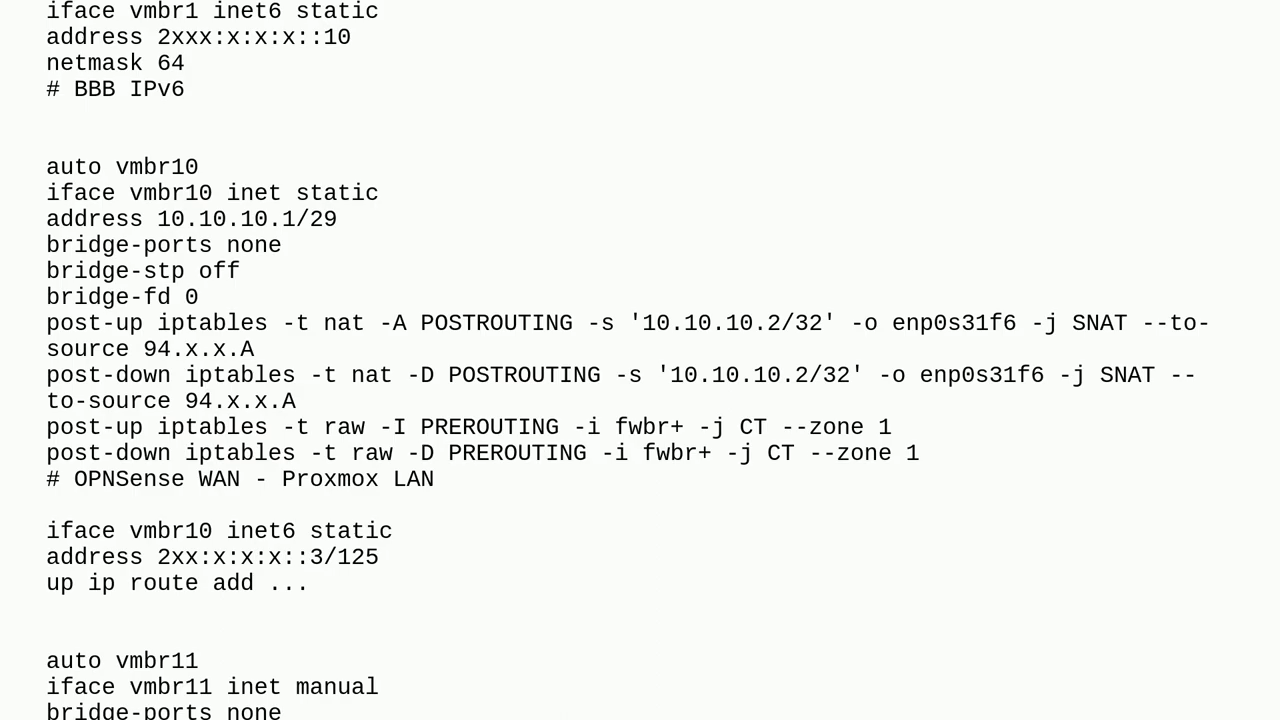 iface vmbr1 inet6 static
address 2xxx:x:x:x::10
netmask 64
# BBB IPv6
auto vmbr10
iface vmbr10 inet static
address 10.10.10.1/29
bridge-ports none
bridge-stp off
bridge-fd 0
post-up iptables -t nat -A POSTROUTING -s '10.10.10.2/32' -o enp0s31f6 -j SNAT --to-
source 94.x.x.A
post-down iptables -t nat -D POSTROUTING -s '10.10.10.2/32' -o enp0s31f6 -j SNAT --
to-source 94.x.x.A
post-up iptables -t raw -I PREROUTING -i fwbr+ -j CT --zone 1
post-down iptables -t raw -D PREROUTING -i fwbr+ -j CT --zone 1
# OPNSense WAN - Proxmox LAN
iface vmbr10 inet6 static
address 2xx:x:x:x::3/125
up ip route add ...
auto vmbr11
iface vmbr11 inet manual
bridge-ports none